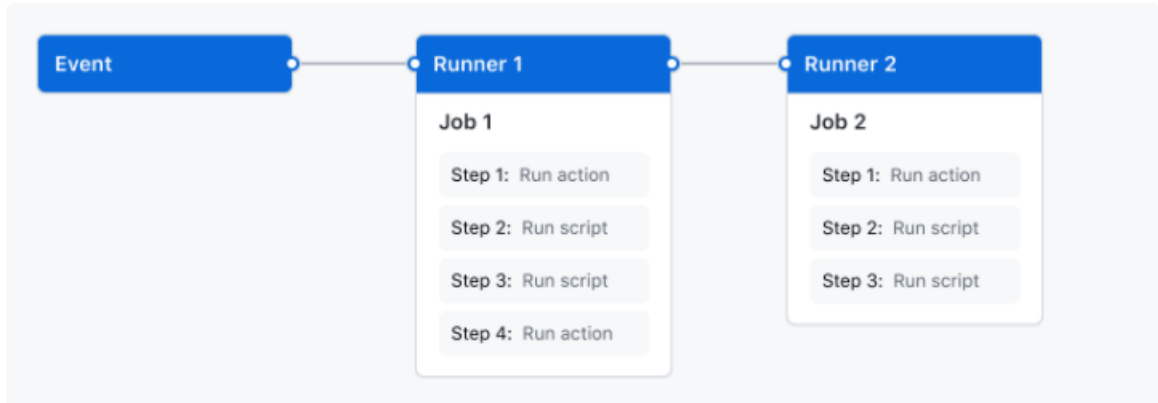 Event
Runner 1
Job 1
Step 1: Run action
Step 2: Run script
Step 3: Run script
Step 4: Run action
Runner 2
Job 2
Step 1: Run action
Step 2: Run script
Step 3: Run script